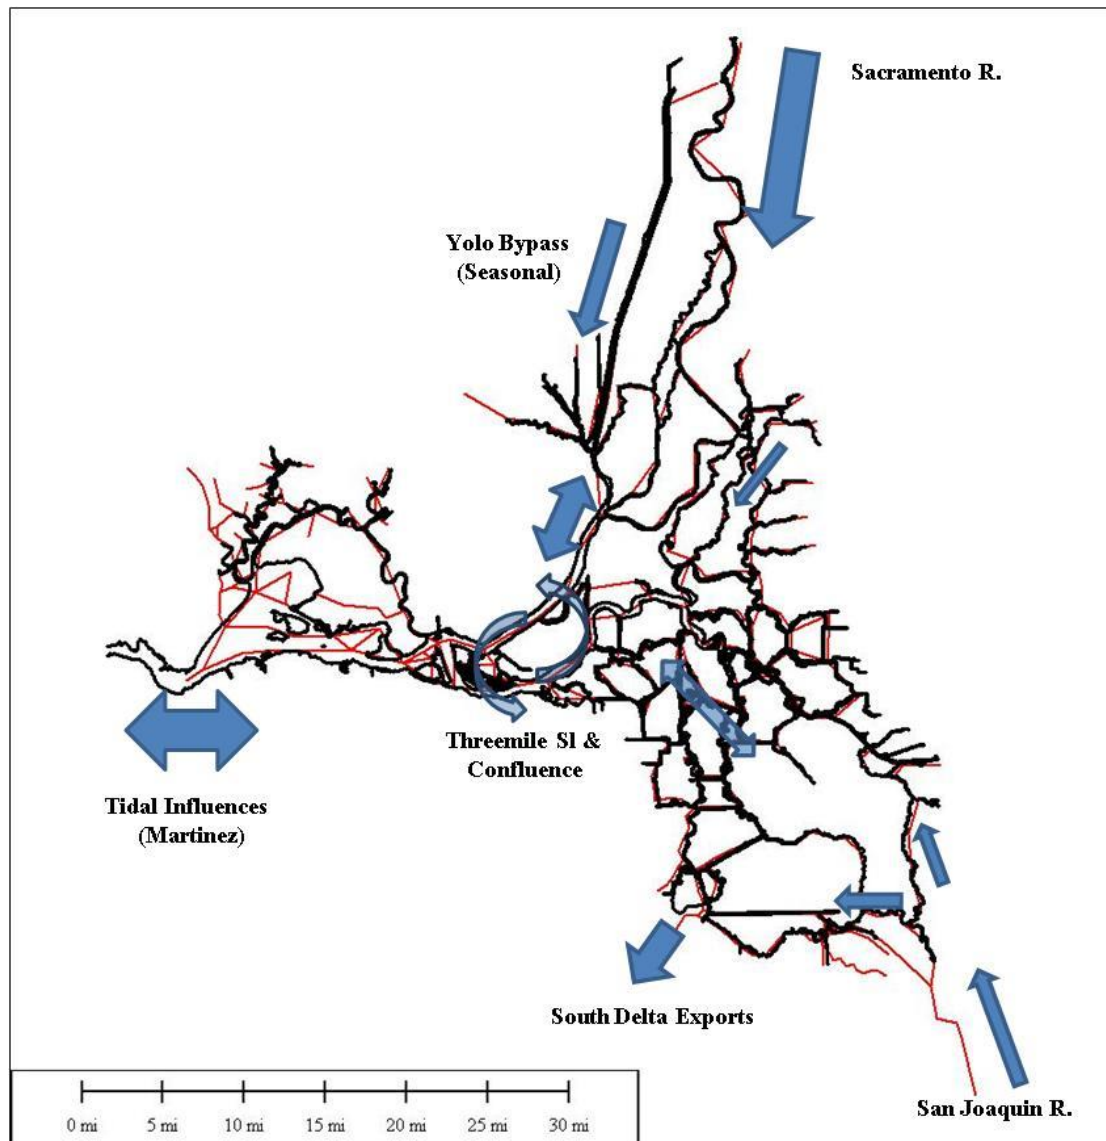 Sacramento R.
Yolo Bypass
(Seasonal)
Threemile Sl &
Confluence
Tidal Influences
(Martinez)
South Delta Exports
San Joaquin R.
0 mi 5 mi 10 mi 15 mi 20 mi 25 mi 30 mi